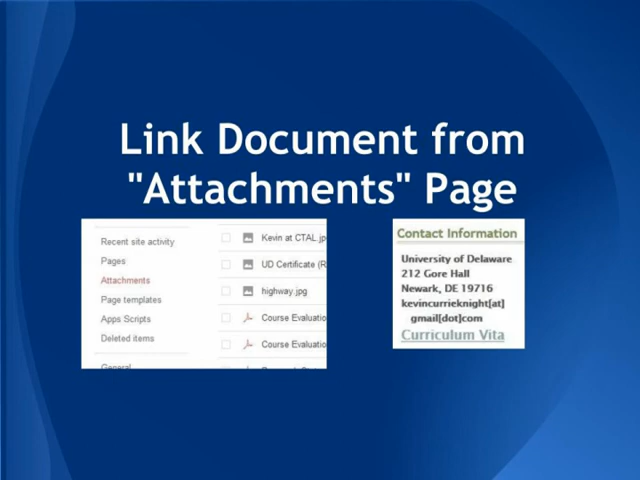 Link Document from
"Attachments" Page
Recent site activity
Pages
Attachments
Page templates
Apps Scripts
Deleted items
General
Kevin at CTAL.jp
UD Certificate (R
highway.jpg
Course Evaluatio
Course Evaluatio
Contact Information
University of Delaware
212 Gore Hall
Newark, DE 19716
kevincurrieknight[at]
gmail[dot]com
Curriculum Vita